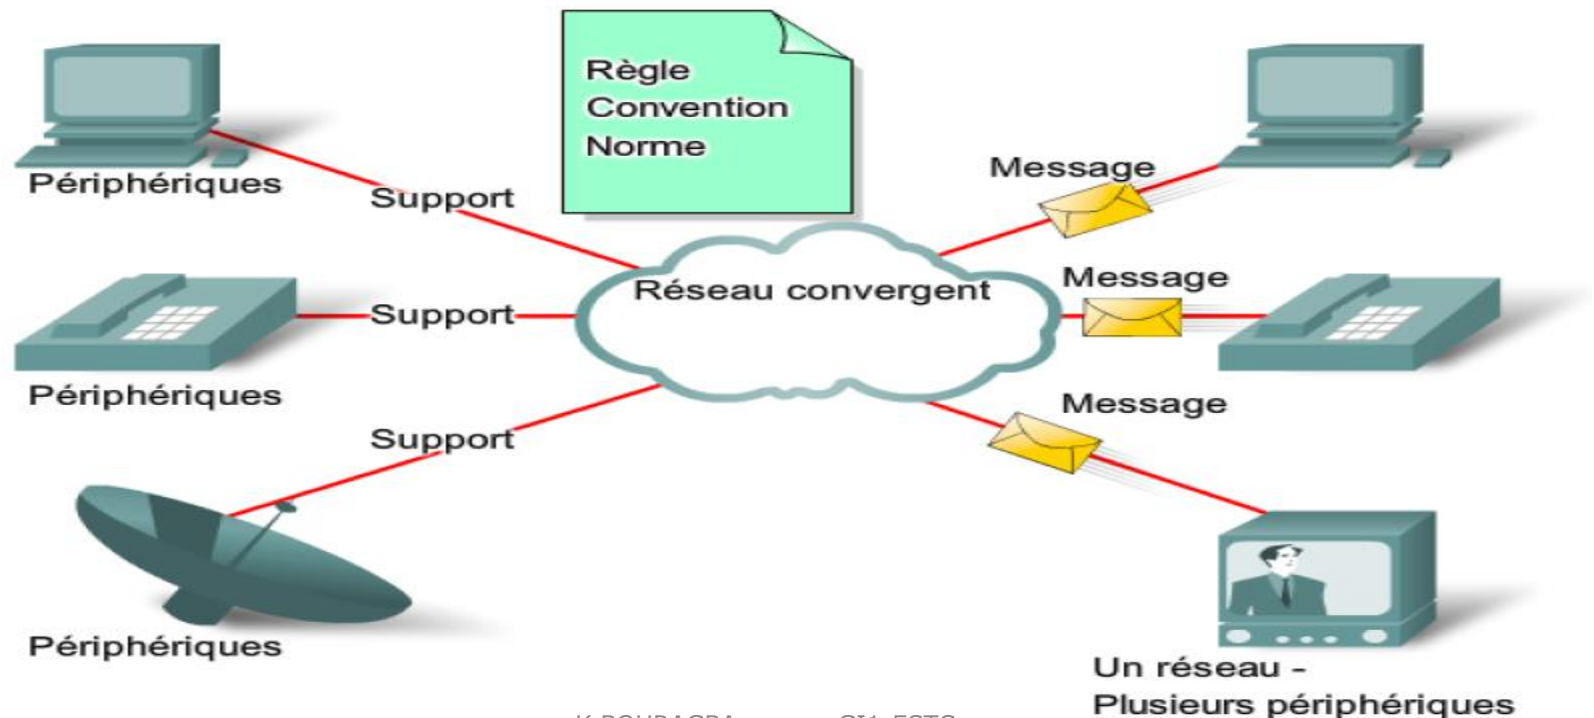 Règle
Convention
Norme
Message
Périphériques
Support
Réseau convergent
Message
Support
Périphériques
Message
Support
Périphériques
Un réseau -
Plusieurs périphériques